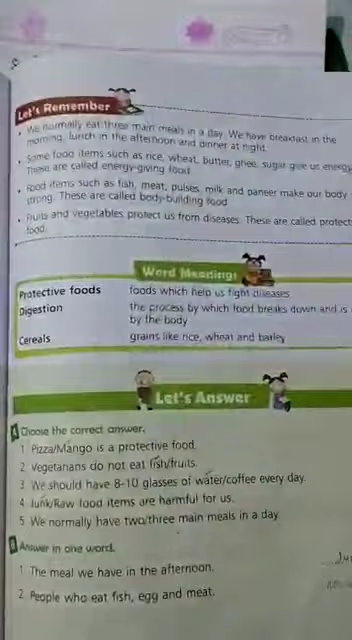 Let's Remember
• We normally eat three main meals in a day. We have breakfast in the
morning, lunch in the afternoon and dinner at night.
• Some food items such as rice, wheat, butter, ghee, sugar give us energy
These are called energy-giving food.
• Food items such as fish, meat, pulses, milk and paneer make our body
strong. These are called body-building food
• Fruits and vegetables protect us from diseases. These are called protect
food.
Word Meanings
Protective foods foods which help us fight diseases
Digestion the process by which food breaks down and is
by the body
Cereals grains like rice, wheat and barley
Let's Answer
A Choose the correct answer.
1 Pizza/Mango is a protective food.
2 Vegetarians do not eat fish/fruits.
3 We should have 8-10 glasses of water/coffee every day.
4 Junk/Raw food items are harmful for us.
5 We normally have two/three main meals in a day
B Answer in one word.
1 The meal we have in the afternoon.
2 People who eat fish, egg and meat.